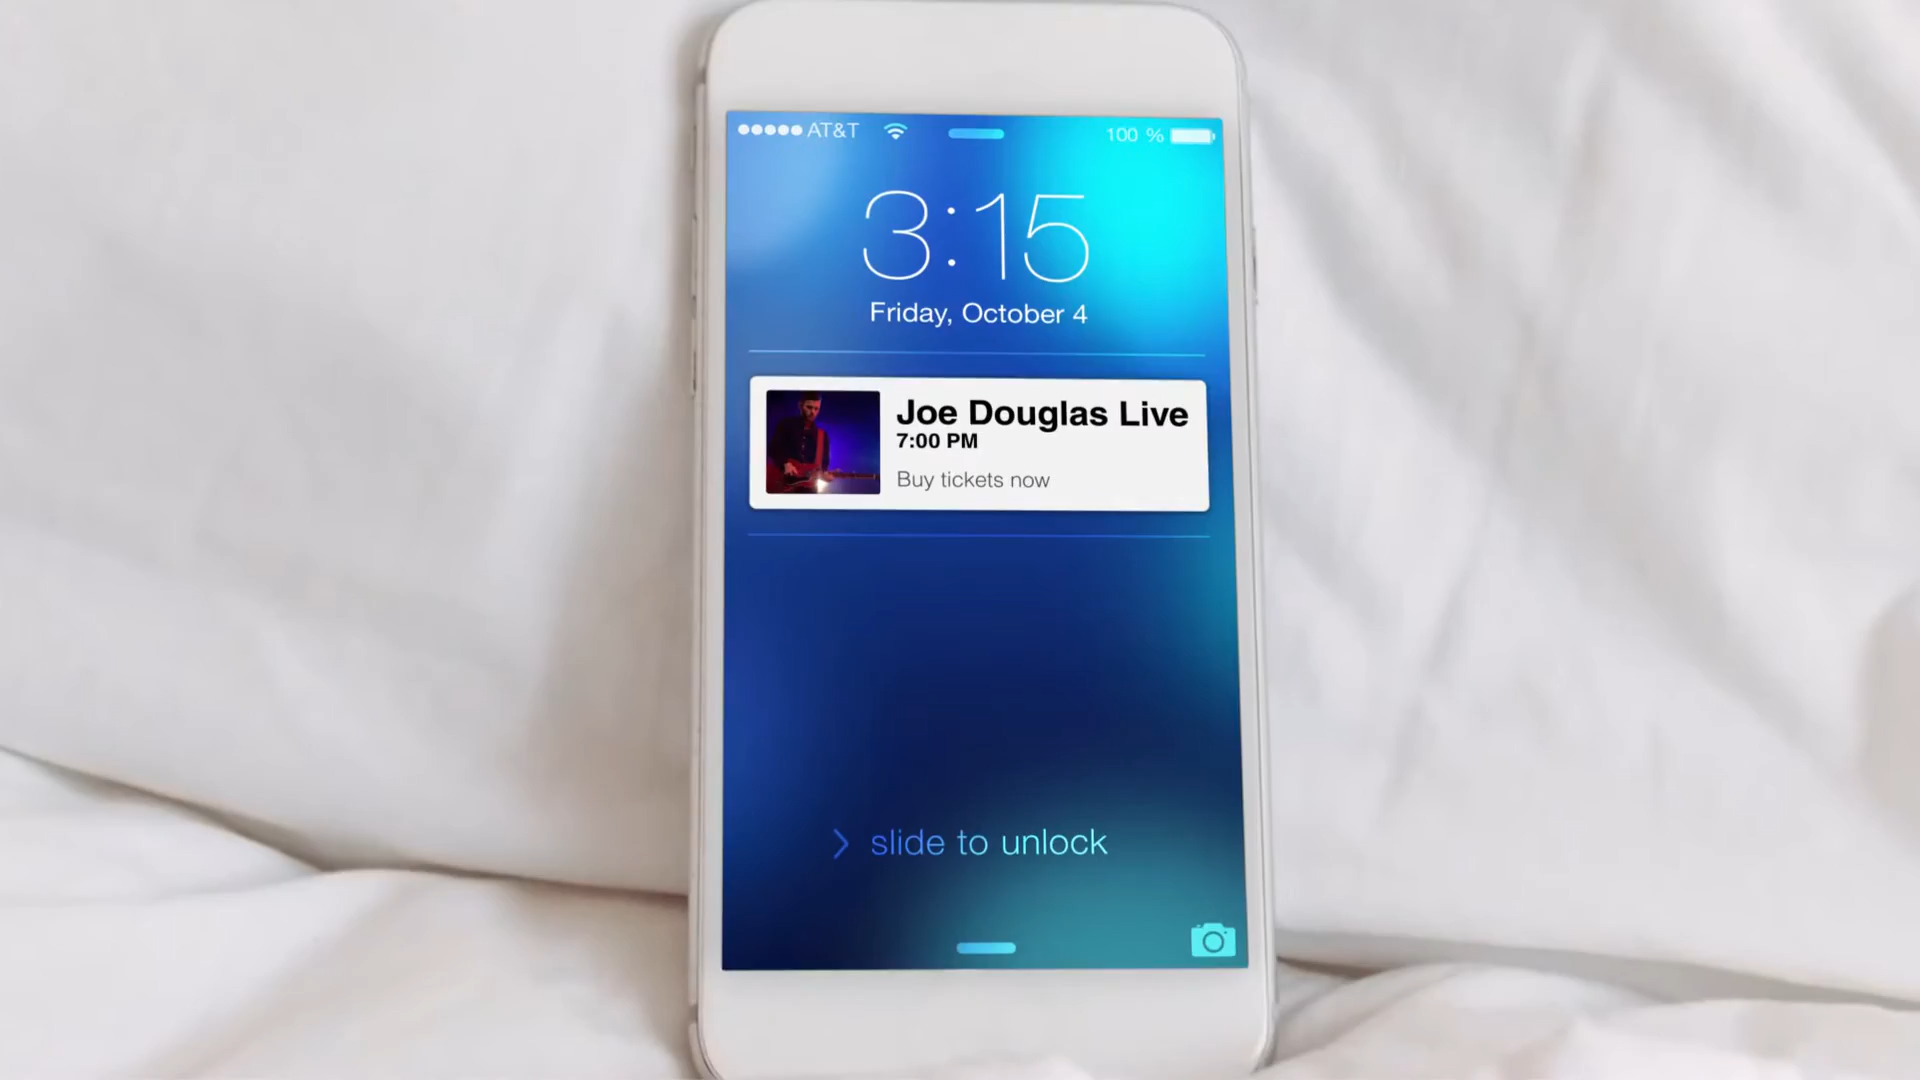 AT&T
100 %
3:15
Friday, October 4
Joe Douglas Live
7:00 PM
Buy tickets now
slide to unlock